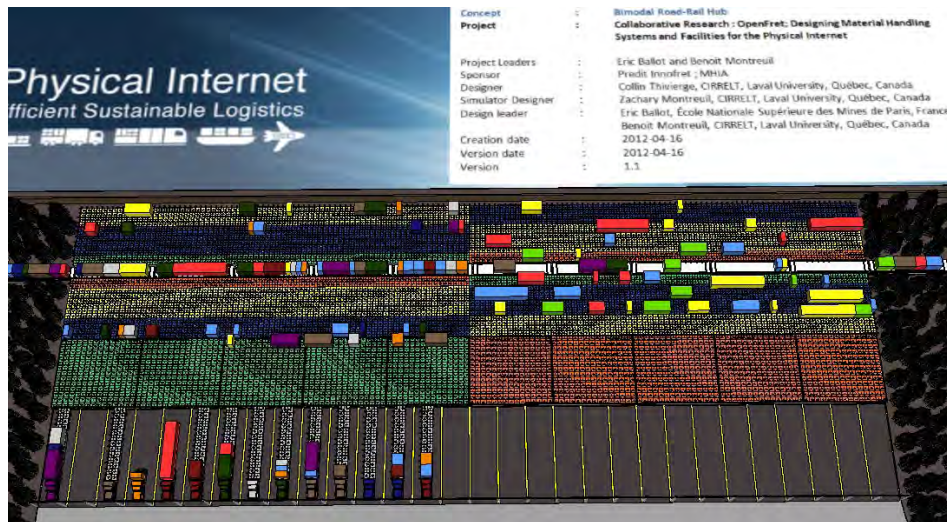 Physical Internet
fficient Sustainable Logistics
Concept : Bimodal Road-Rail Hub
Project : Collaborative Research : OpenFret; Designing Material Handling
Systems and Facilities for the Physical Internet
Project Leaders : Eric Ballot and Benoit Montreuil
Sponsor : Predit Innofret ; MHIA
Designer : Collin Thivierge, CIRRELT, Laval University, Québec, Canada
Simulator Designer : Zachary Montreuil, CIRRELT, Laval University, Québec, Canada
Design leader : Eric Ballot, École Nationale Supérieure des Mines de Paris, France
Benoit Montreuil, CIRRELT, Laval University, Québec, Canada
Creation date : 2012-04-16
Version date : 2012-04-16
Version : 1.1